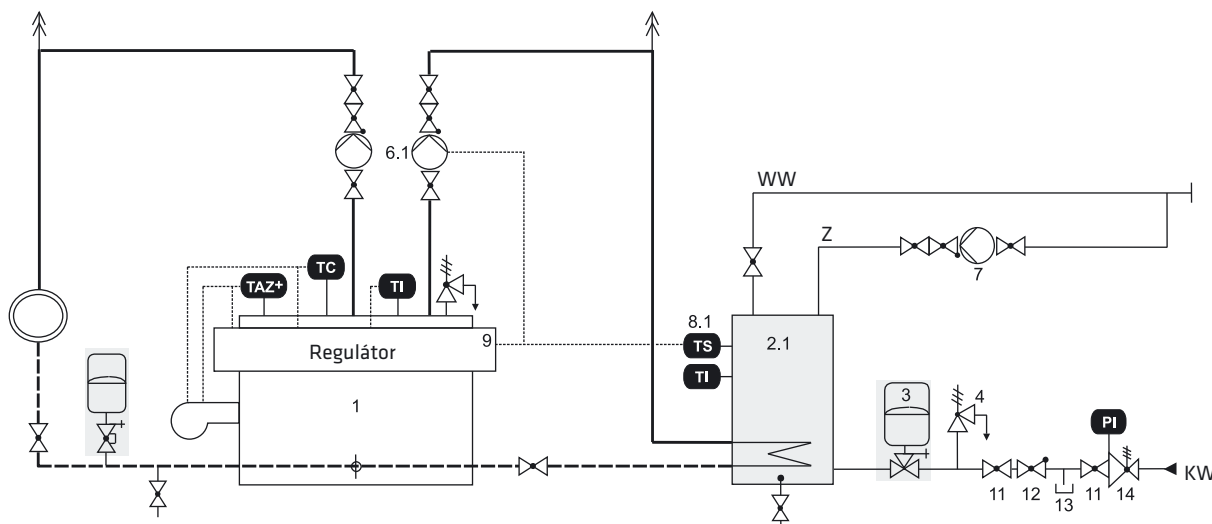 6.1
WW
Z
7
TC
TAZ+
TI
8.1
9
TS
2.1
Regulátor
TI
1
3
4
PI
KW
11
12
13
11
14